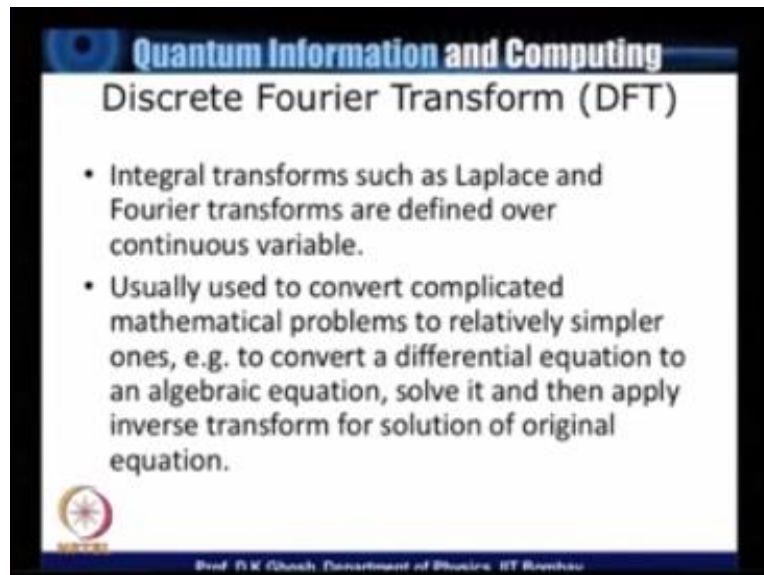 Quantum Information and Computing
Discrete Fourier Transform (DFT)
• Integral transforms such as Laplace and
Fourier transforms are defined over
continuous variable.
• Usually used to convert complicated
mathematical problems to relatively simpler
ones, e.g. to convert a differential equation to
an algebraic equation, solve it and then apply
inverse transform for solution of original
equation.
NPTEL
Prof. D.K.Ghosh, Department of Physics, IIT Bombay